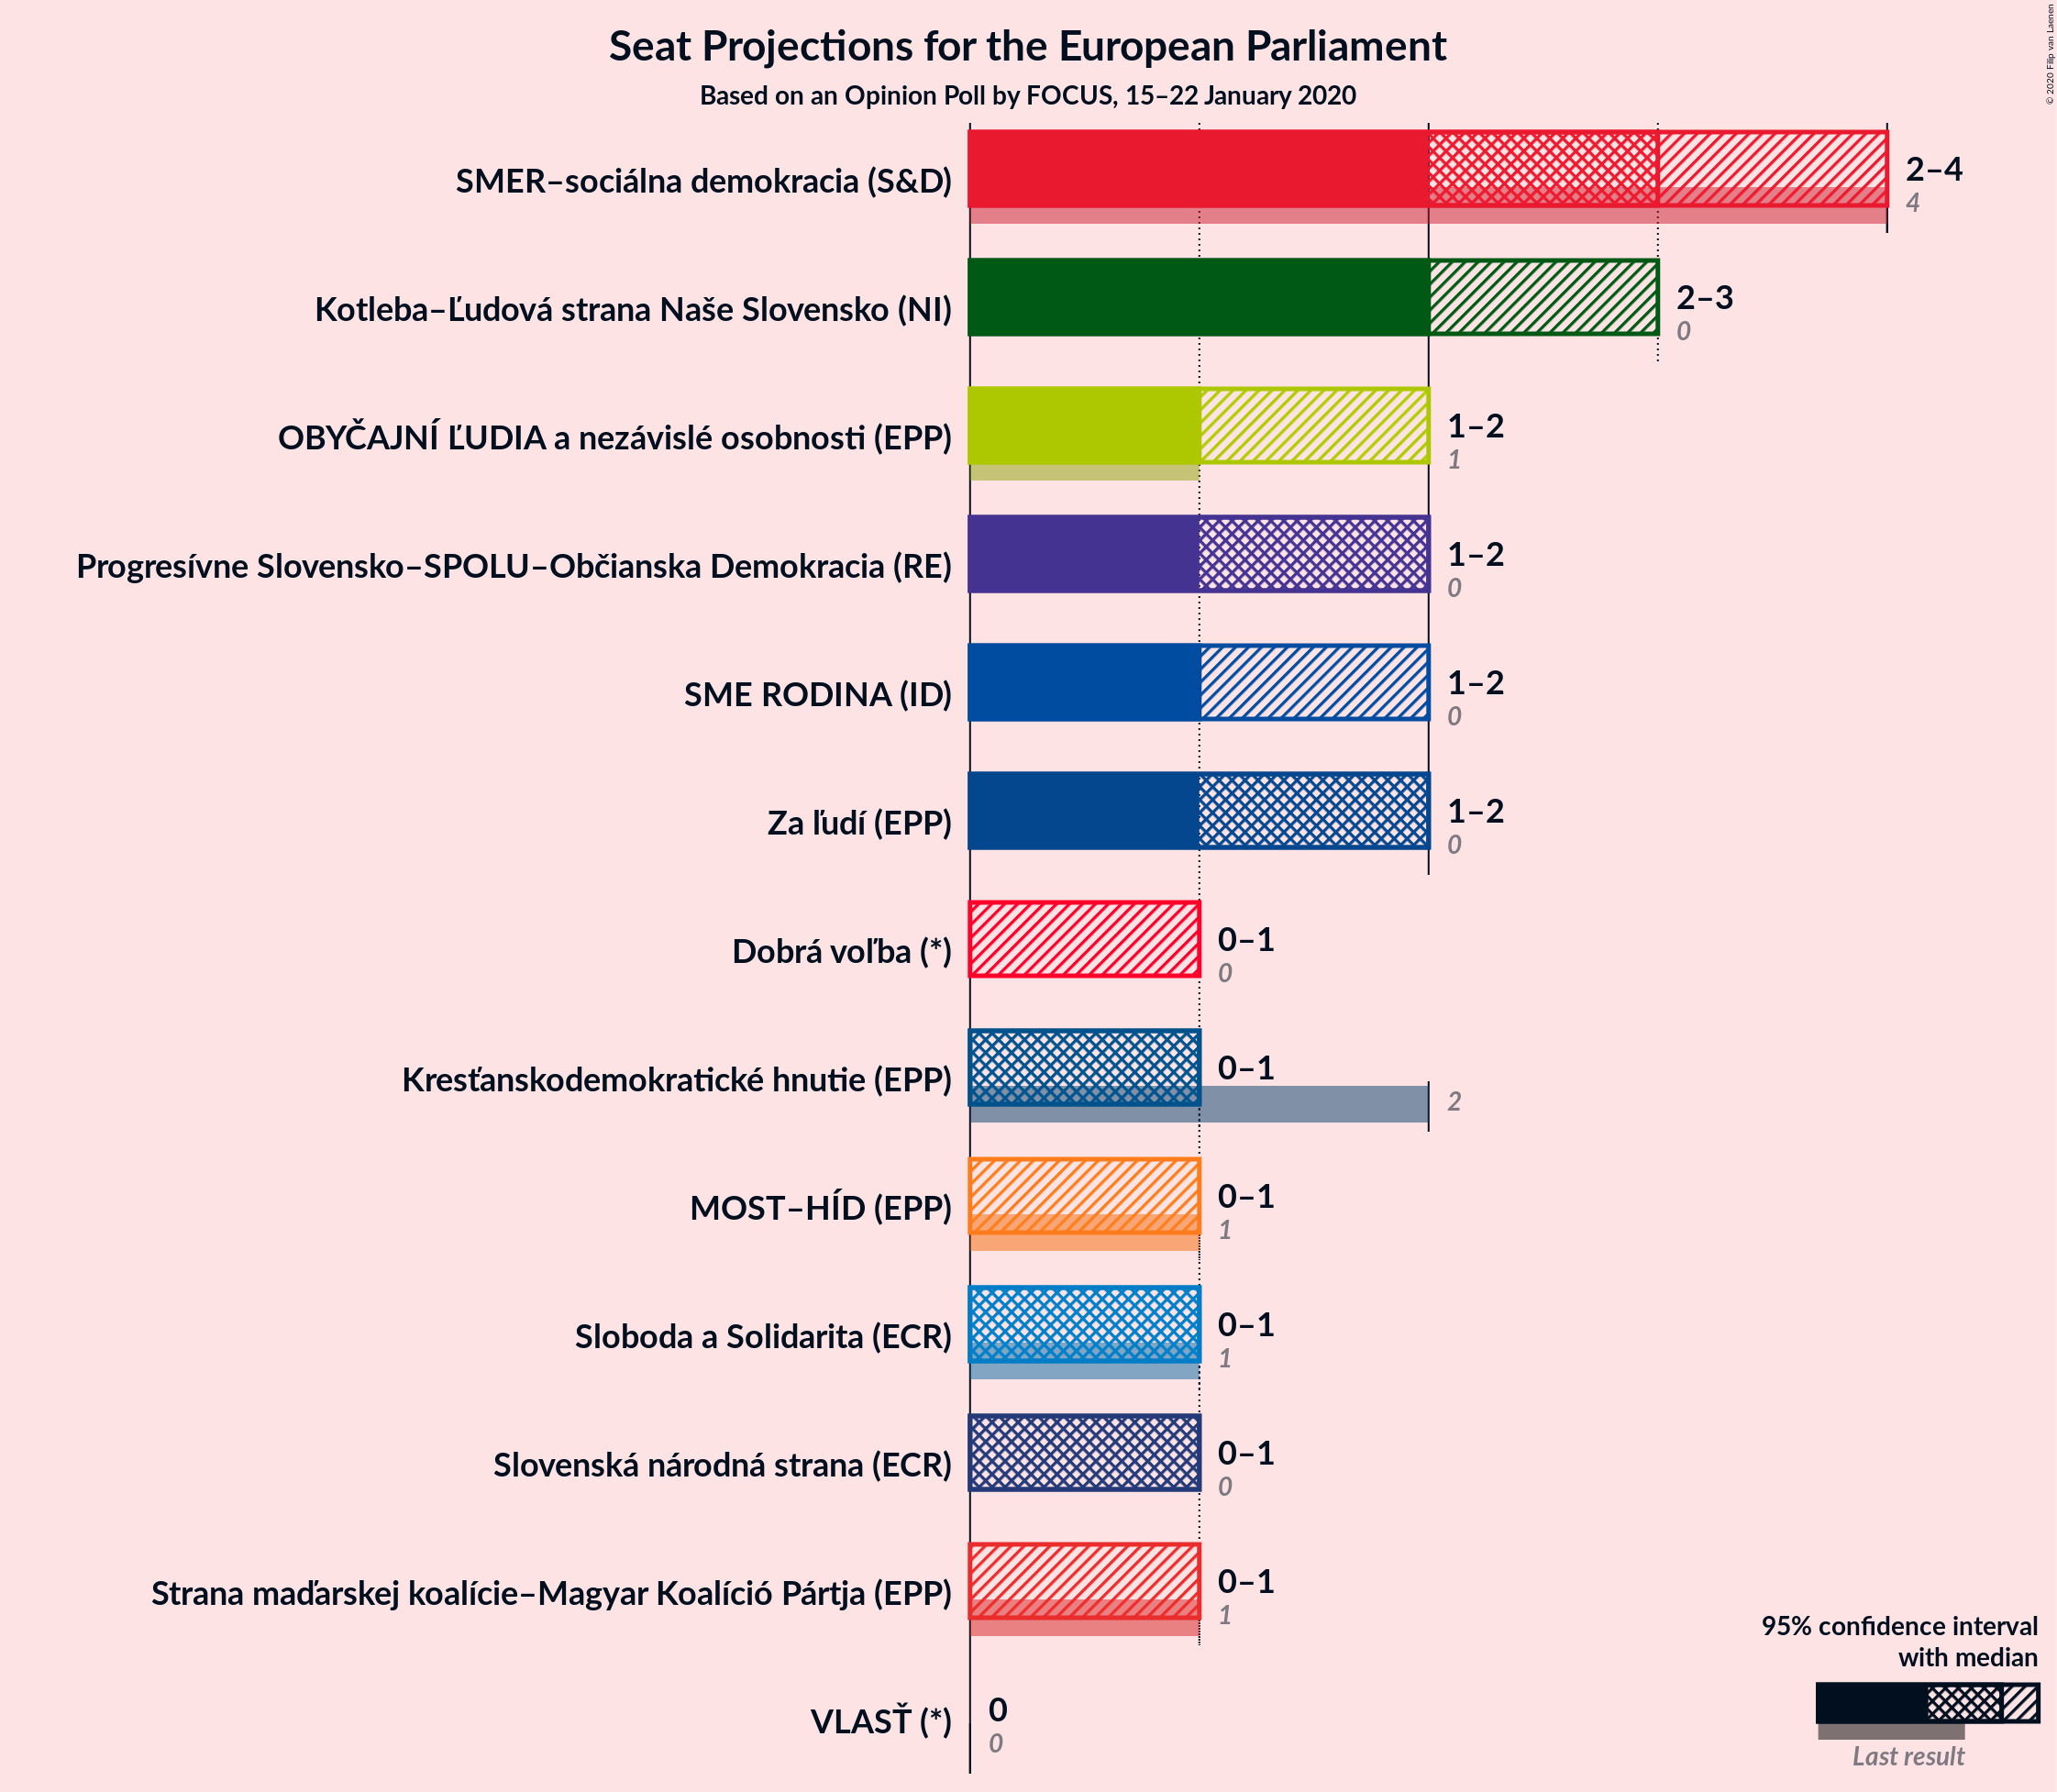 Seat Projections for the European Parliament
Based on an Opinion Poll by FOCUS, 15–22 January 2020
© 2020 Filip van Laenen
SMER–sociálna demokracia (S&D)
2–4
4
Kotleba–Ľudová strana Naše Slovensko (NI)
2–3
0
OBYČAJNÍ ĽUDIA a nezávislé osobnosti (EPP)
1–2
1
Progresívne Slovensko–SPOLU–Občianska Demokracia (RE)
1–2
0
SME RODINA (ID)
1–2
0
Za ľudí (EPP)
1–2
0
Dobrá voľba (*)
0–1
0
Kresťanskodemokratické hnutie (EPP)
0–1
2
MOST–HÍD (EPP)
0–1
1
Sloboda a Solidarita (ECR)
0–1
1
Slovenská národná strana (ECR)
0–1
0
Strana maďarskej koalície–Magyar Koalíció Pártja (EPP)
0–1
1
VLASŤ (*)
0
0
95% confidence interval
with median
Last result